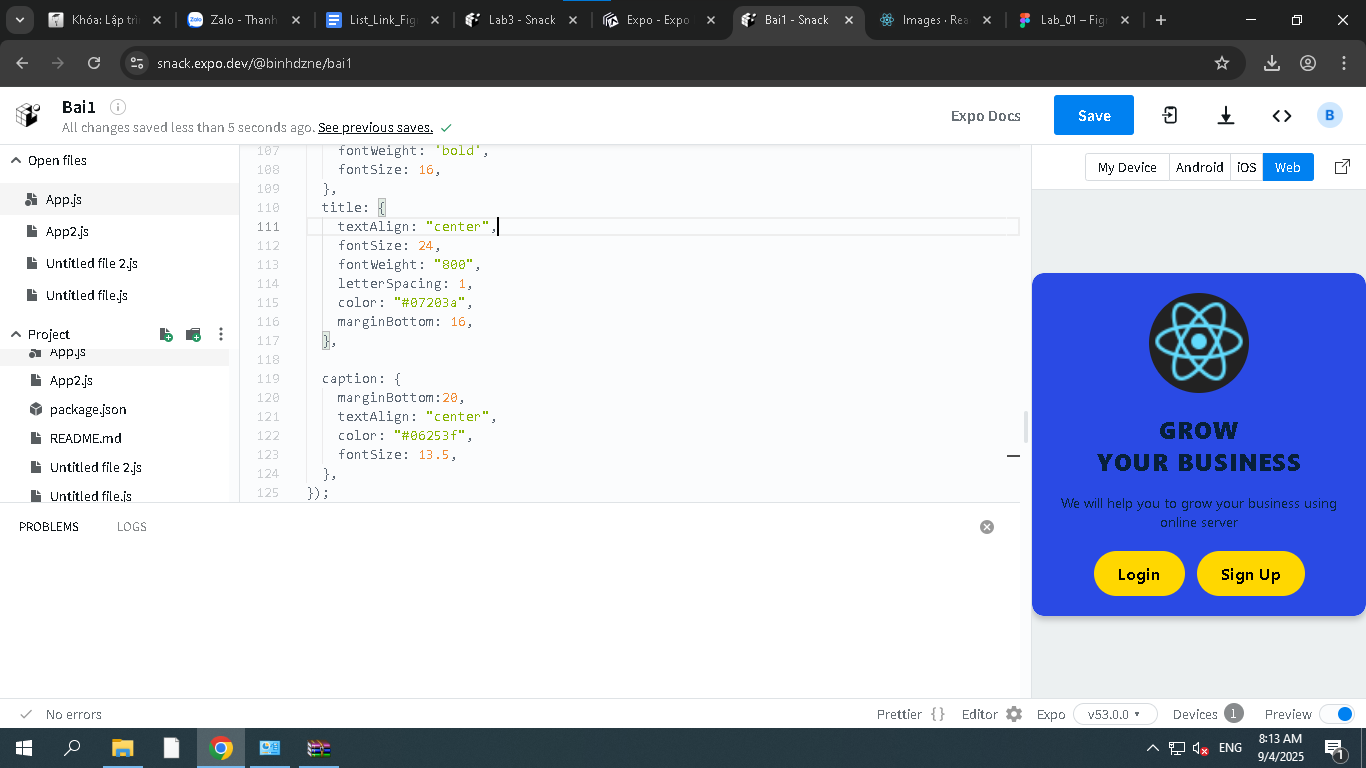 Khóa: Lập trìn
Zalo - Thanh
List_Link_Fig
Lab3 - Snack
Expo - Expo
Bai1 - Snack
Images · Rea
Lab_01 – Fig
snack.expo.dev/@binhdzne/bai1
Bai1
All changes saved less than 5 seconds ago. See previous saves.
Expo Docs
Save
B
Open files
App.js
App2.js
Untitled file 2.js
Untitled file.js
Project
App.js
App2.js
package.json
README.md
Untitled file 2.js
Untitled file.js
107 fontWeight: 'bold',
108 fontSize: 16,
109 },
110 title: {
111 textAlign: "center",
112 fontSize: 24,
113 fontWeight: "800",
114 letterSpacing: 1,
115 color: "#07203a",
116 marginBottom: 16,
117 },
118
119 caption: {
120 marginBottom:20,
121 textAlign: "center",
122 color: "#06253f",
123 fontSize: 13.5,
124 },
125 });
My Device Android iOS Web
GROW
YOUR BUSINESS
We will help you to grow your business using
online server
Login Sign Up
PROBLEMS LOGS
No errors
Prettier {} Editor Expo v53.0.0 Devices 1 Preview
ENG
8:13 AM
9/4/2025
1